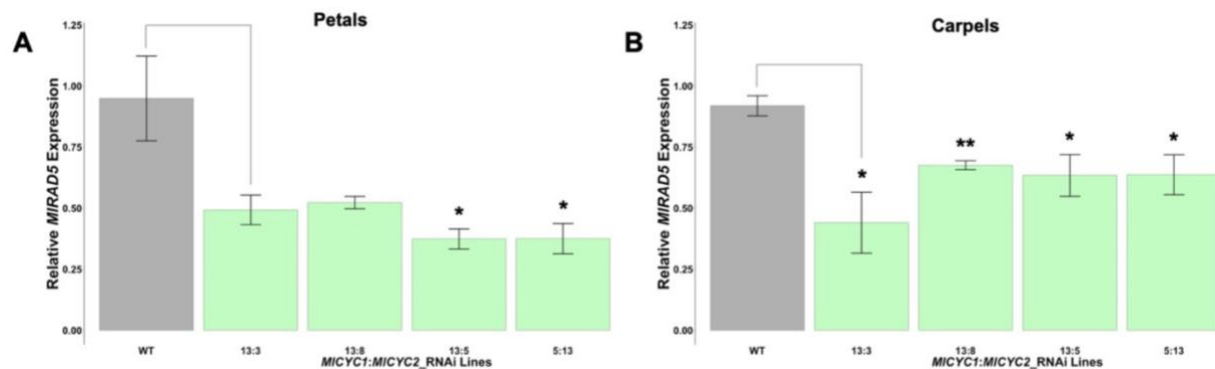 A
Petals
Relative MlRAD5 Expression
1.25
1.00
0.75
0.50
0.25
0.00
*
*
WT
13:3
13:8
13:5
5:13
MlCYC1:MlCYC2_RNAi Lines
B
Carpels
Relative MlRAD5 Expression
1.25
1.00
0.75
0.50
0.25
0.00
*
**
*
*
WT
13:3
13:8
13:5
5:13
MlCYC1:MlCYC2_RNAi Lines